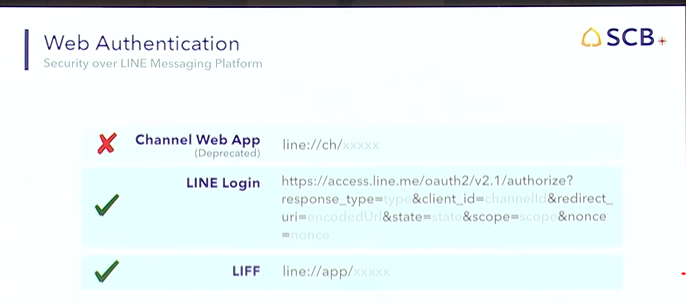 Web Authentication
SCB+
Security over LINE Messaging Platform
Channel Web App
(Deprecated)
line://ch/xxxxx
LINE Login
https://access.line.me/oauth2/v2.1/authorize?
response_type=type&client_id=channelId&redirect_
uri=encodedUrl&state=state&scope=scope&nonce
=nonce
LIFF
line://app/xxxxx